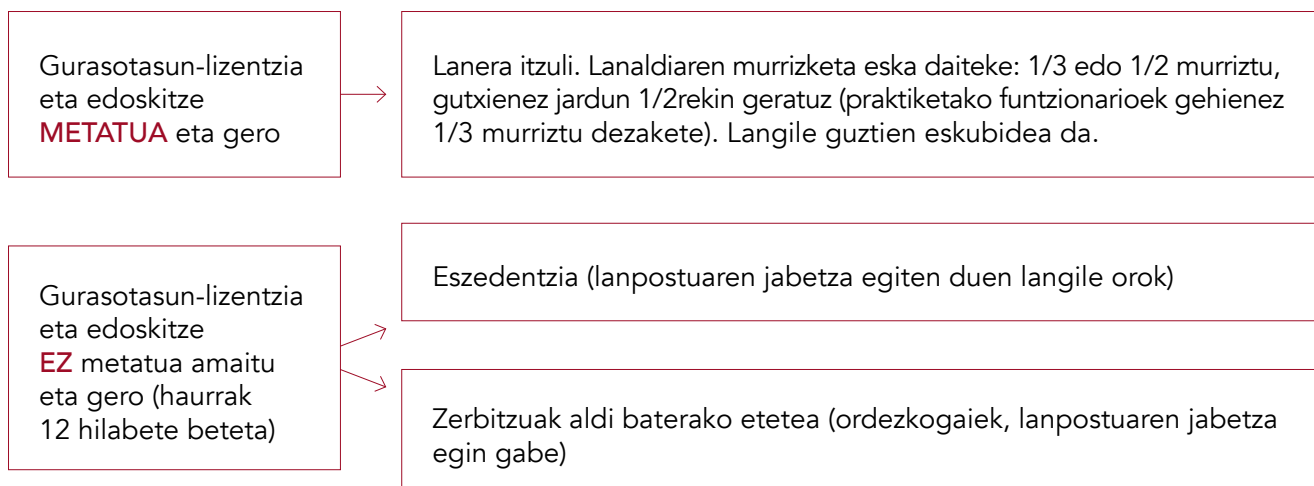 Gurasotasun-lizentzia
eta edoskitze
METATUA eta gero
Lanera itzuli. Lanaldiaren murrizketa eska daiteke: 1/3 edo 1/2 murriztu,
gutxienez jardun 1/2rekin geratuz (praktiketako funtzionarioek gehienez
1/3 murriztu dezakete). Langile guztien eskubidea da.
Gurasotasun-lizentzia
eta edoskitze
EZ metatua amaitu
eta gero (haurrak
12 hilabete beteta)
Eszedentzia (lanpostuaren jabetza egiten duen langile orok)
Zerbitzuak aldi baterako etetea (ordezkogaiek, lanpostuaren jabetza
egin gabe)